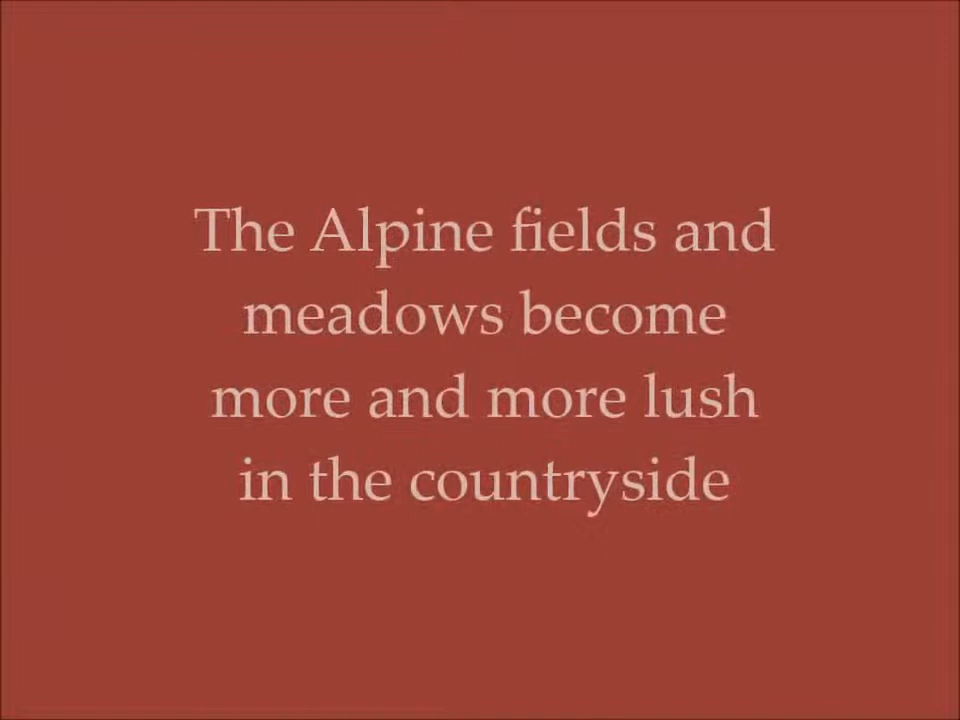 The Alpine fields and
meadows become
more and more lush
in the countryside